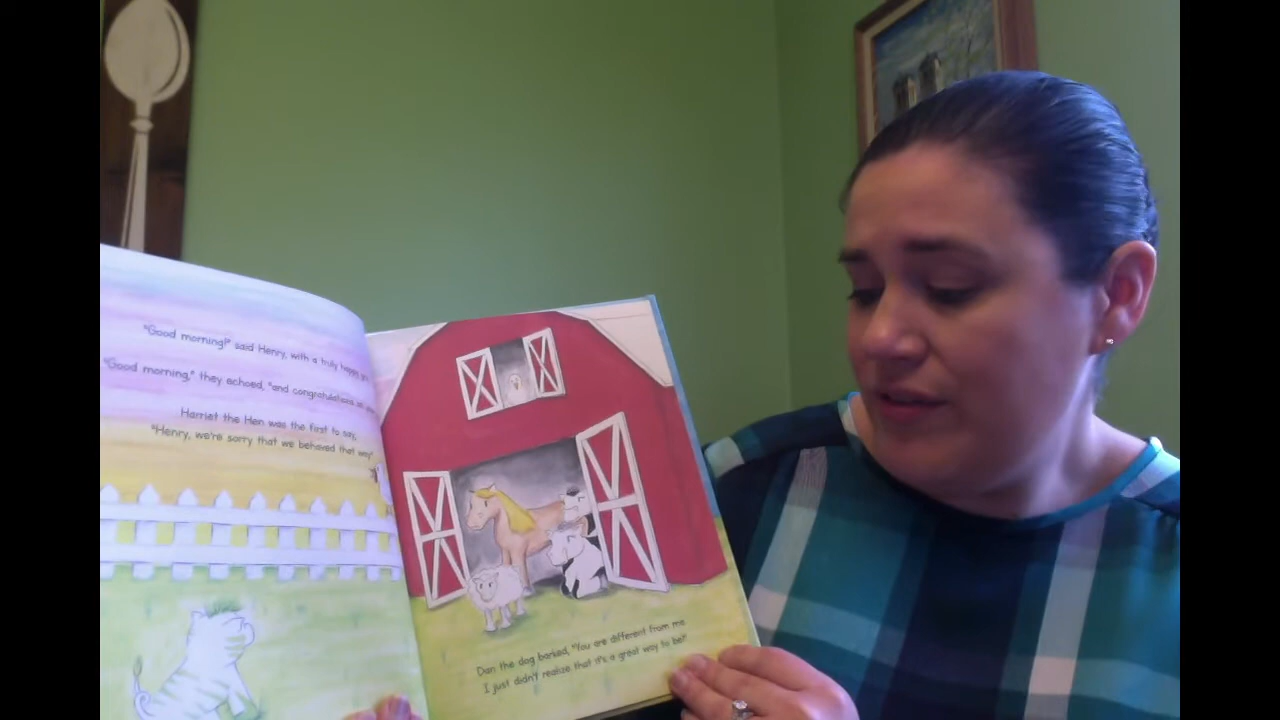 "Good morning!" said Henry, with a truly happy
"Good morning," they echoed, "and congratulations
Harriet the Hen was the first to say,
"Henry, we're sorry that we behaved that way"
Dan the dog barked, "You are different from me
I just didn't realize that it's a great way to be!"